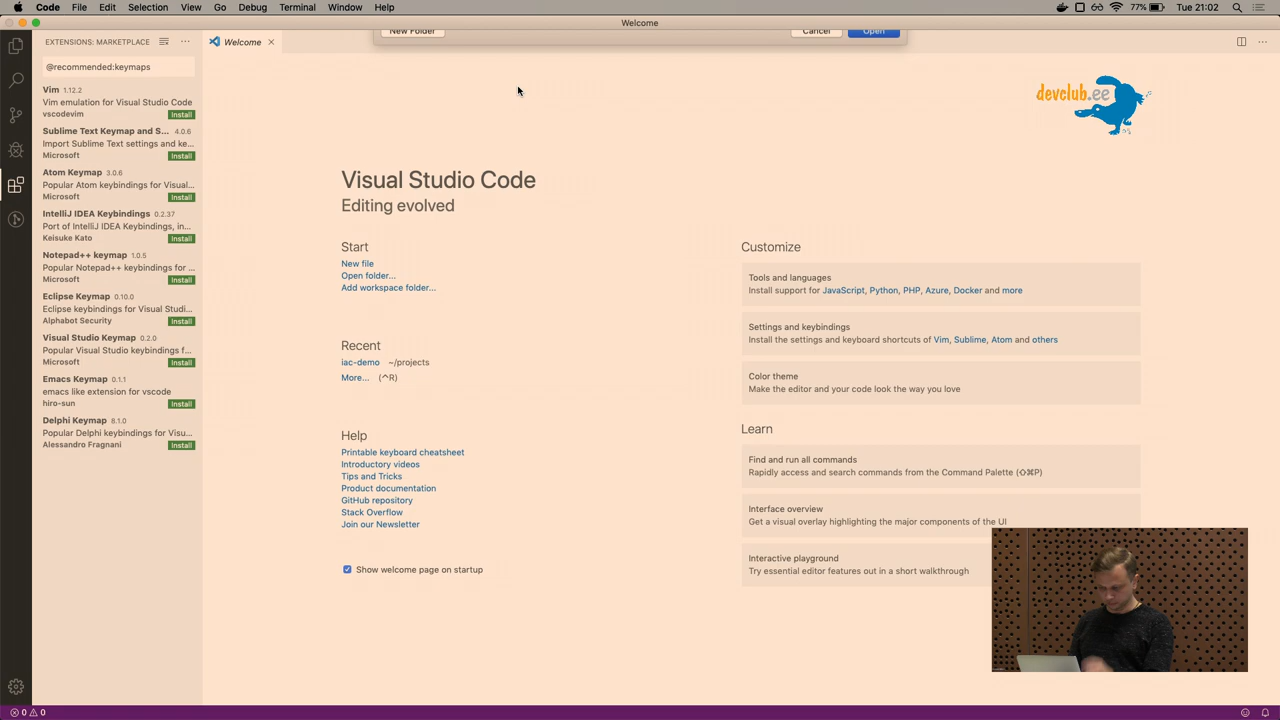 Code File Edit Selection View Go Debug Terminal Window Help
77% Tue 21:02
Welcome
EXTENSIONS: MARKETPLACE
Welcome
New Folder Cancel Open
@recommended:keymaps
Vim 1.12.2
Vim emulation for Visual Studio Code
vscodevim Install
Sublime Text Keymap and S... 4.0.6
Import Sublime Text settings and ke...
Microsoft Install
Atom Keymap 3.0.6
Popular Atom keybindings for Visual...
Microsoft Install
IntelliJ IDEA Keybindings 0.2.37
Port of IntelliJ IDEA Keybindings, in...
Keisuke Kato Install
Notepad++ keymap 1.0.5
Popular Notepad++ keybindings for ...
Microsoft Install
Eclipse Keymap 0.10.0
Eclipse keybindings for Visual Studi...
Alphabot Security Install
Visual Studio Keymap 0.2.0
Popular Visual Studio keybindings f...
Microsoft Install
Emacs Keymap 0.1.1
emacs like extension for vscode
hiro-sun Install
Delphi Keymap 8.1.0
Popular Delphi keybindings for Visu...
Alessandro Fragnani Install
devclub.ee
Visual Studio Code
Editing evolved
Start
New file
Open folder...
Add workspace folder...
Recent
iac-demo ~/projects
More... (^R)
Help
Printable keyboard cheatsheet
Introductory videos
Tips and Tricks
Product documentation
GitHub repository
Stack Overflow
Join our Newsletter
Show welcome page on startup
Customize
Tools and languages
Install support for JavaScript, Python, PHP, Azure, Docker and more
Settings and keybindings
Install the settings and keyboard shortcuts of Vim, Sublime, Atom and others
Color theme
Make the editor and your code look the way you love
Learn
Find and run all commands
Rapidly access and search commands from the Command Palette (⇧⌘P)
Interface overview
Get a visual overlay highlighting the major components of the UI
Interactive playground
Try essential editor features out in a short walkthrough
0 0